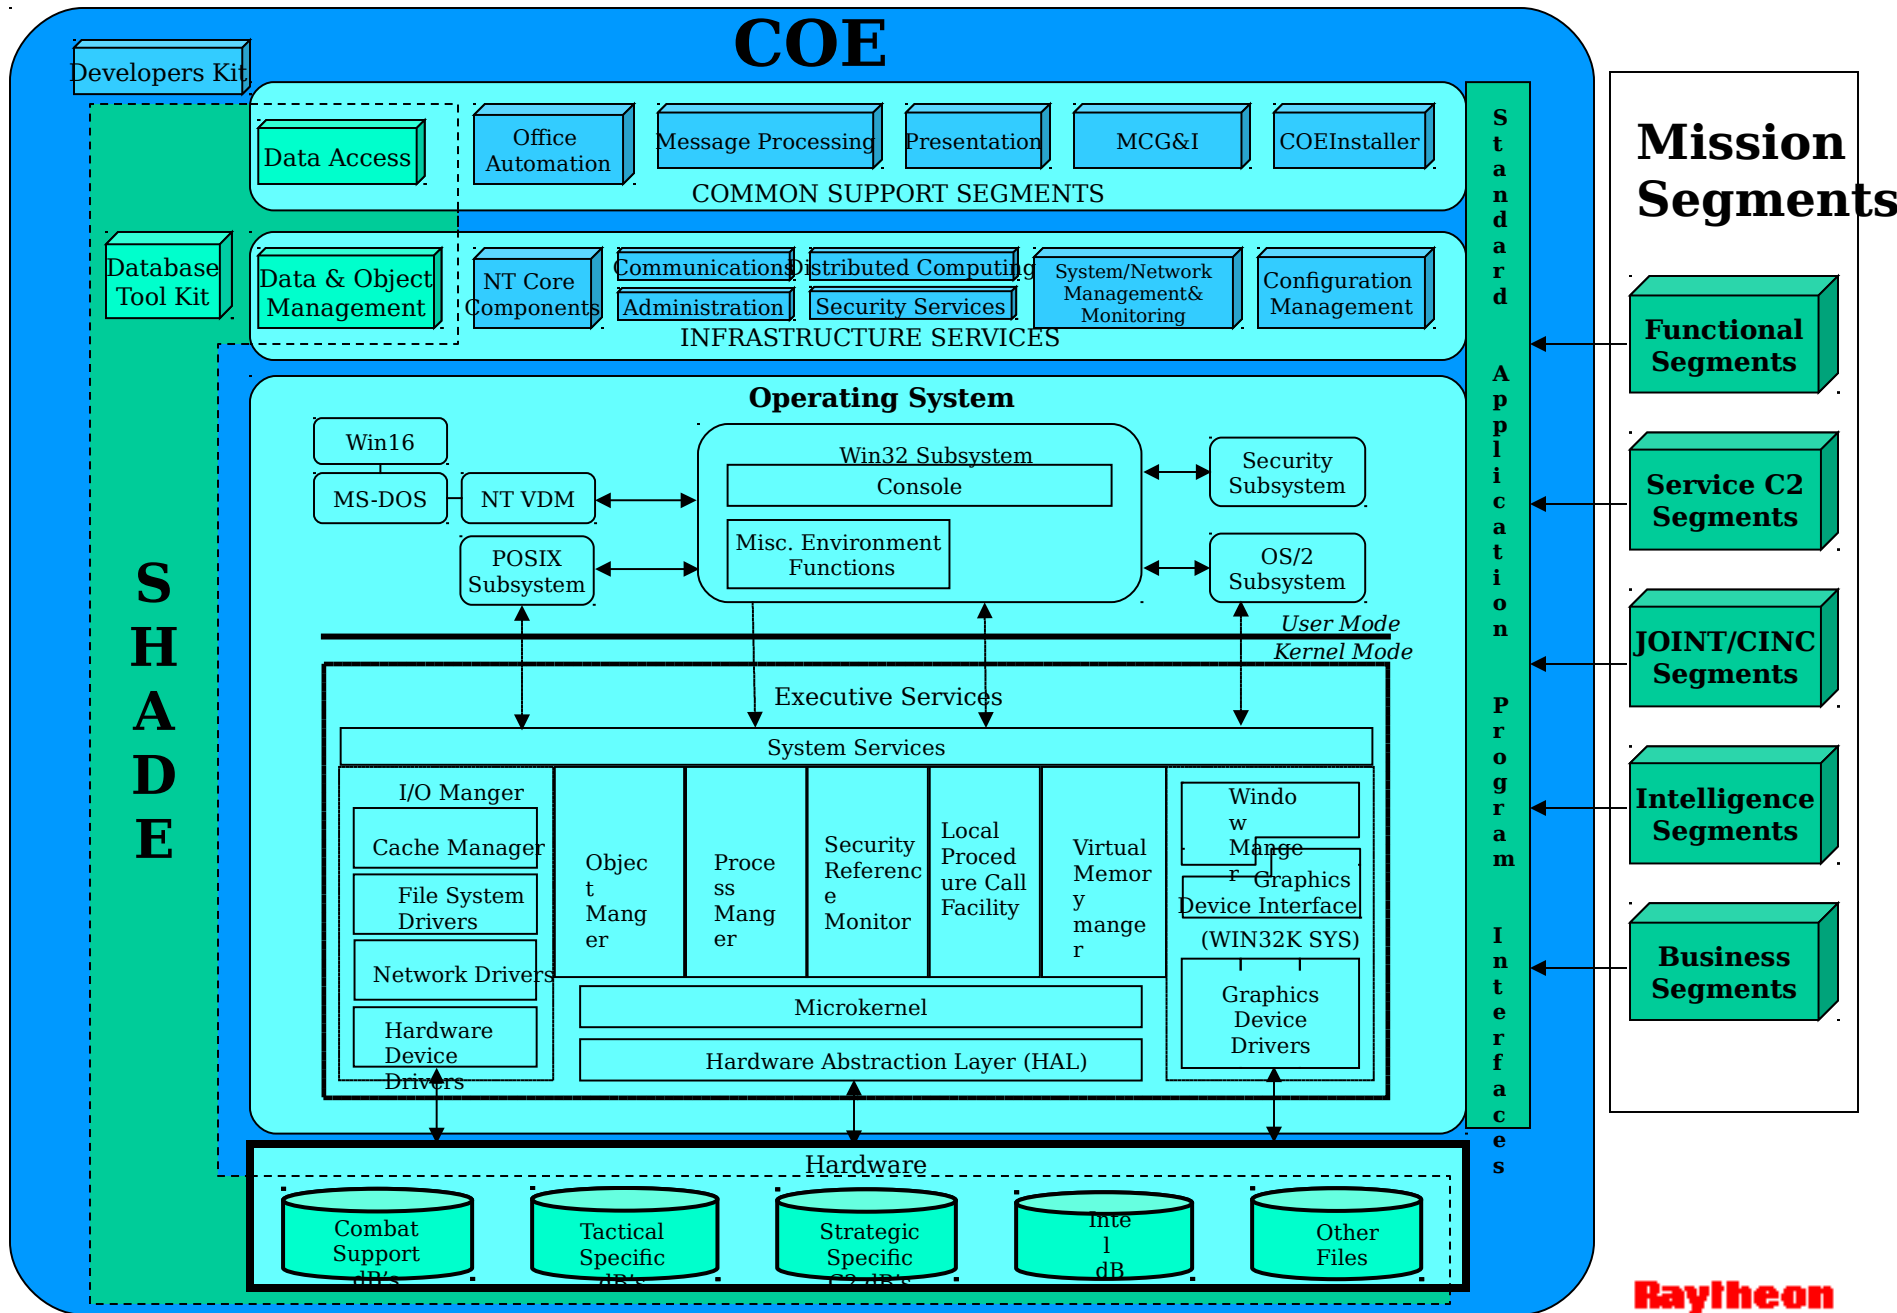 COE
Developers Kit
Data Access
Office
Automation
Message Processing
Presentation
MCG&I
COEInstaller
COMMON SUPPORT SEGMENTS
Database
Tool Kit
Data & Object
Management
NT Core
Components
Communications
Distributed Computing
Administration
Security Services
System/Network
Management&
Monitoring
Configuration
Management
INFRASTRUCTURE SERVICES
S
H
A
D
E
Operating System
Win16
MS-DOS
NT VDM
POSIX
Subsystem
Win32 Subsystem
Console
Misc. Environment
Functions
Security
Subsystem
OS/2
Subsystem
User Mode
Kernel Mode
Executive Services
System Services
I/O Manger
Cache Manager
File System
Drivers
Network Drivers
Hardware
Device
Drivers
Objec
t
Mang
er
Proce
ss
Mang
er
Security
Referenc
e
Monitor
Local
Proced
ure Call
Facility
Virtual
Memor
y
mange
r
Windo
w
Mange
r
Graphics
Device Interface
(WIN32K SYS)
Graphics
Device
Drivers
Microkernel
Hardware Abstraction Layer (HAL)
Hardware
Combat
Support
dB's
Tactical
Specific
dB's
Strategic
Specific
C2 dB's
Inte
l
dB
Other
Files
S
t
a
n
d
a
r
d
A
p
p
l
i
c
a
t
i
o
n
P
r
o
g
r
a
m
I
n
t
e
r
f
a
c
e
s
Mission
Segments
Functional
Segments
Service C2
Segments
JOINT/CINC
Segments
Intelligence
Segments
Business
Segments
Raytheon